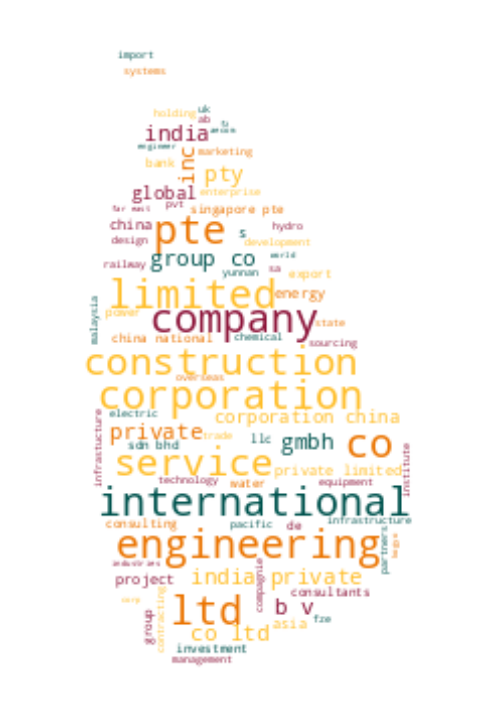 import
systems
holding uk
ab
india
engineer
inc
marketing
bank
pty
global
enterprise
pvt
far east
singapore pte
china
pte
s
hydro
design
development
group co
world
railway
yunnan
sa
export
limited
energy
malaysia
power
company
state
china national
chemical
sourcing
construction
overseas
corporation
electric
corporation china
infrastucture
private
trade
sdn bhd
llc
gmbh
co
service
institute
private limited
technology
water
equipment
international
consulting
pacific
de
infrastructure
engineering
partners
industries
project
india private
compagnie
consultants
corp
ltd
b v
group
contracting
co ltd
asia
fze
investment
management